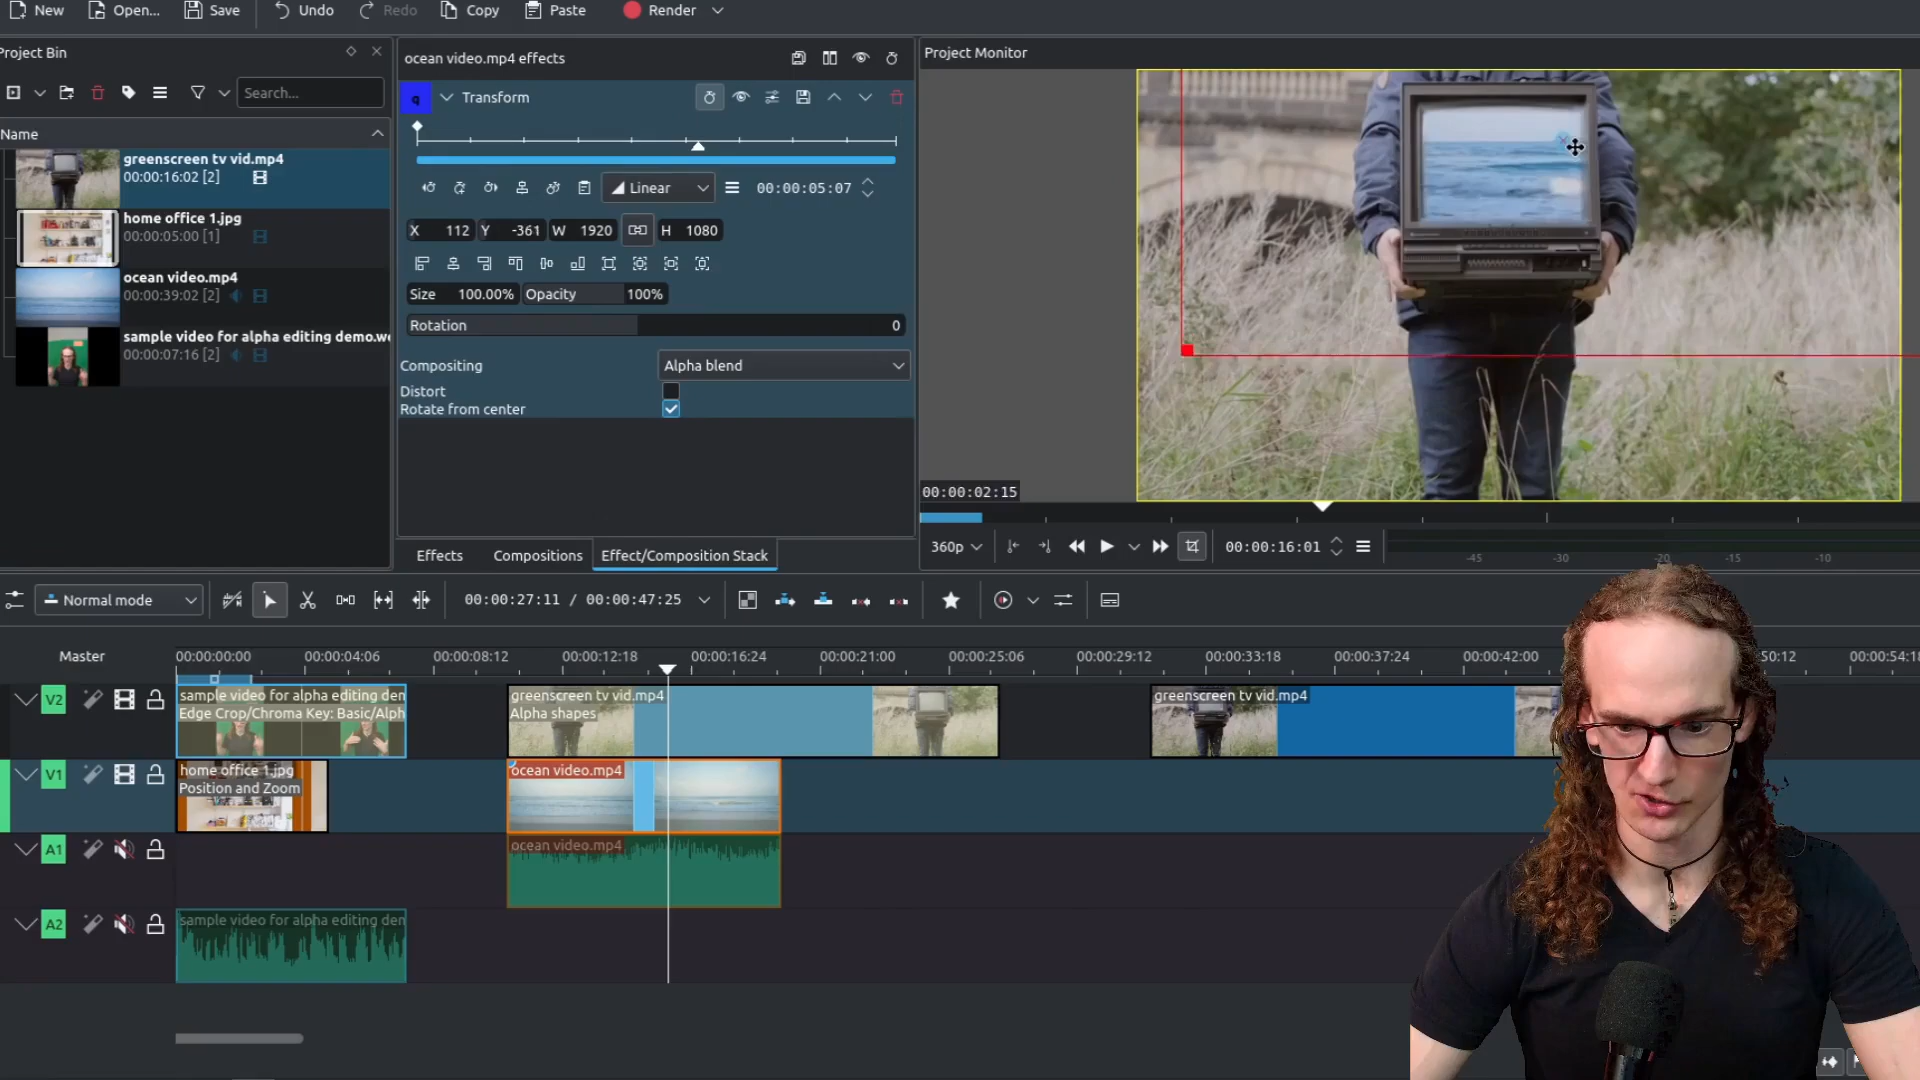 New Open... Save Undo Redo Copy Paste Render
Project Bin
Search...
Name
greenscreen tv vid.mp4
00:00:16:02 [2]
home office 1.jpg
00:00:05:00 [1]
ocean video.mp4
00:00:39:02 [2]
sample video for alpha editing demo.w
00:00:07:16 [2]
ocean video.mp4 effects
q Transform
Linear 00:00:05:07
X 112 Y -361 W 1920 H 1080
Size 100.00% Opacity 100%
Rotation 0
Compositing Alpha blend
Distort
Rotate from center
Effects Compositions Effect/Composition Stack
Project Monitor
00:00:02:15
360p 00:00:16:01
-45 -30 -20 -15 -10
Normal mode 00:00:27:11 / 00:00:47:25
Master 00:00:00:00 00:00:04:06 00:00:08:12 00:00:12:18 00:00:16:24 00:00:21:00 00:00:25:06 00:00:29:12 00:00:33:18 00:00:37:24 00:00:42:00 50:12 00:00:54:18
V2 sample video for alpha editing den greenscreen tv vid.mp4 greenscreen tv vid.mp4
Edge Crop/Chroma Key: Basic/Alph Alpha shapes
V1 home office 1.jpg ocean video.mp4
Position and Zoom
A1 ocean video.mp4
A2 sample video for alpha editing den